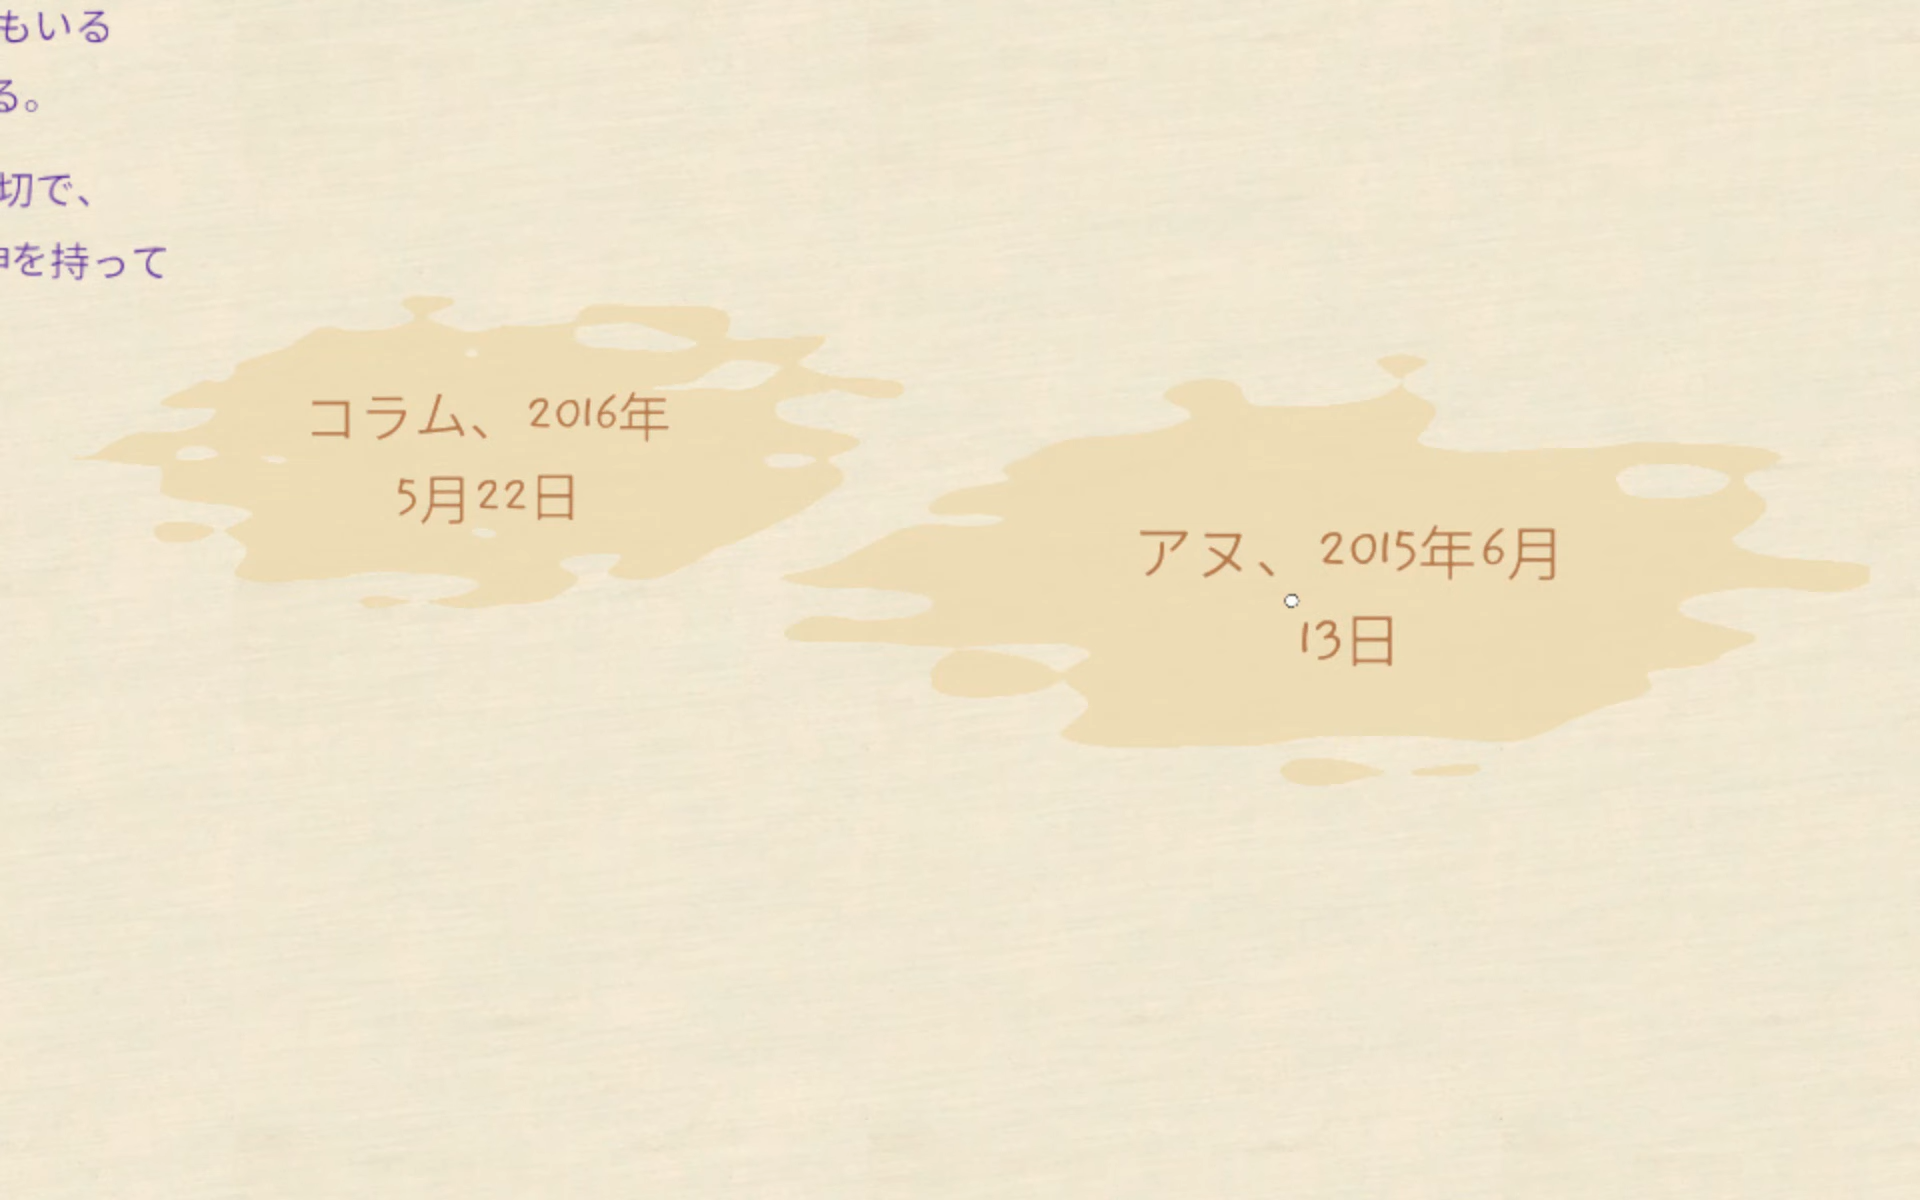 もいる
る。
切で、
を持って
コラム、2016年
5月22日
アヌ、2015年6月
13日